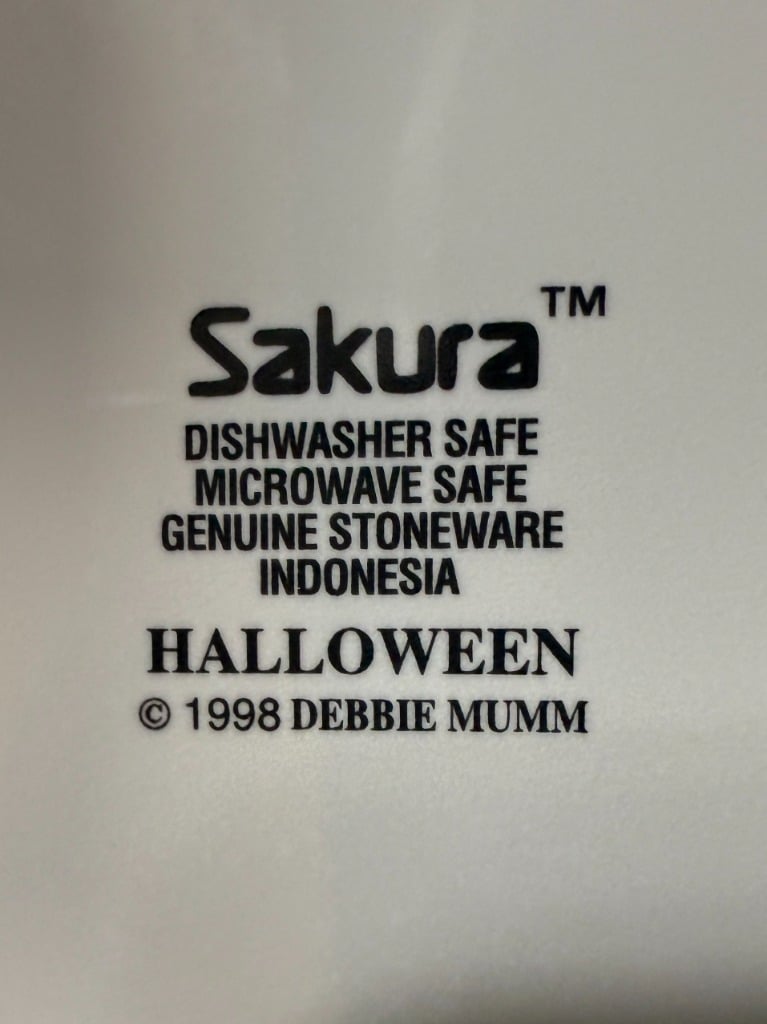 Sakura™
DISHWASHER SAFE
MICROWAVE SAFE
GENUINE STONEWARE
INDONESIA
HALLOWEEN
© 1998 DEBBIE MUMM